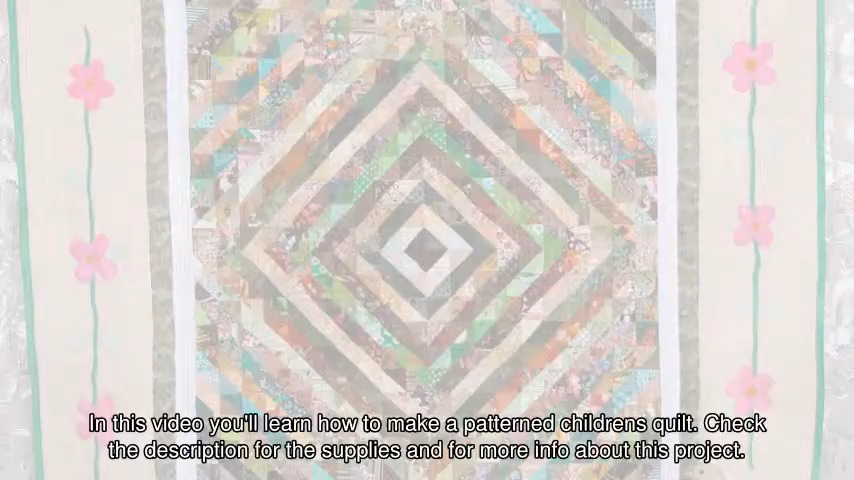 In this video you'll learn how to make a patterned childrens quilt. Check
the description for the supplies and for more info about this project.